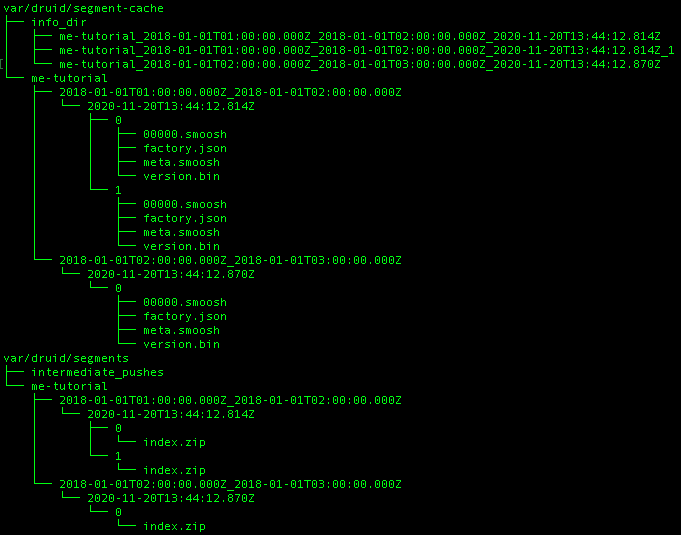 var/druid/segment-cache
├── info_dir
│   ├── me-tutorial_2018-01-01T01:00:00.000Z_2018-01-01T02:00:00.000Z_2020-11-20T13:44:12.814Z
│   ├── me-tutorial_2018-01-01T01:00:00.000Z_2018-01-01T02:00:00.000Z_2020-11-20T13:44:12.814Z_1
│   └── me-tutorial_2018-01-01T02:00:00.000Z_2018-01-01T03:00:00.000Z_2020-11-20T13:44:12.870Z
└── me-tutorial
    ├── 2018-01-01T01:00:00.000Z_2018-01-01T02:00:00.000Z
    │   └── 2020-11-20T13:44:12.814Z
    │       ├── 0
    │       │   ├── 00000.smoosh
    │       │   ├── factory.json
    │       │   ├── meta.smoosh
    │       │   └── version.bin
    │       └── 1
    │           ├── 00000.smoosh
    │           ├── factory.json
    │           ├── meta.smoosh
    │           └── version.bin
    └── 2018-01-01T02:00:00.000Z_2018-01-01T03:00:00.000Z
        └── 2020-11-20T13:44:12.870Z
            └── 0
                ├── 00000.smoosh
                ├── factory.json
                ├── meta.smoosh
                └── version.bin
var/druid/segments
├── intermediate_pushes
└── me-tutorial
    ├── 2018-01-01T01:00:00.000Z_2018-01-01T02:00:00.000Z
    │   └── 2020-11-20T13:44:12.814Z
    │       ├── 0
    │       │   └── index.zip
    │       └── 1
    │           └── index.zip
    └── 2018-01-01T02:00:00.000Z_2018-01-01T03:00:00.000Z
        └── 2020-11-20T13:44:12.870Z
            └── 0
                └── index.zip